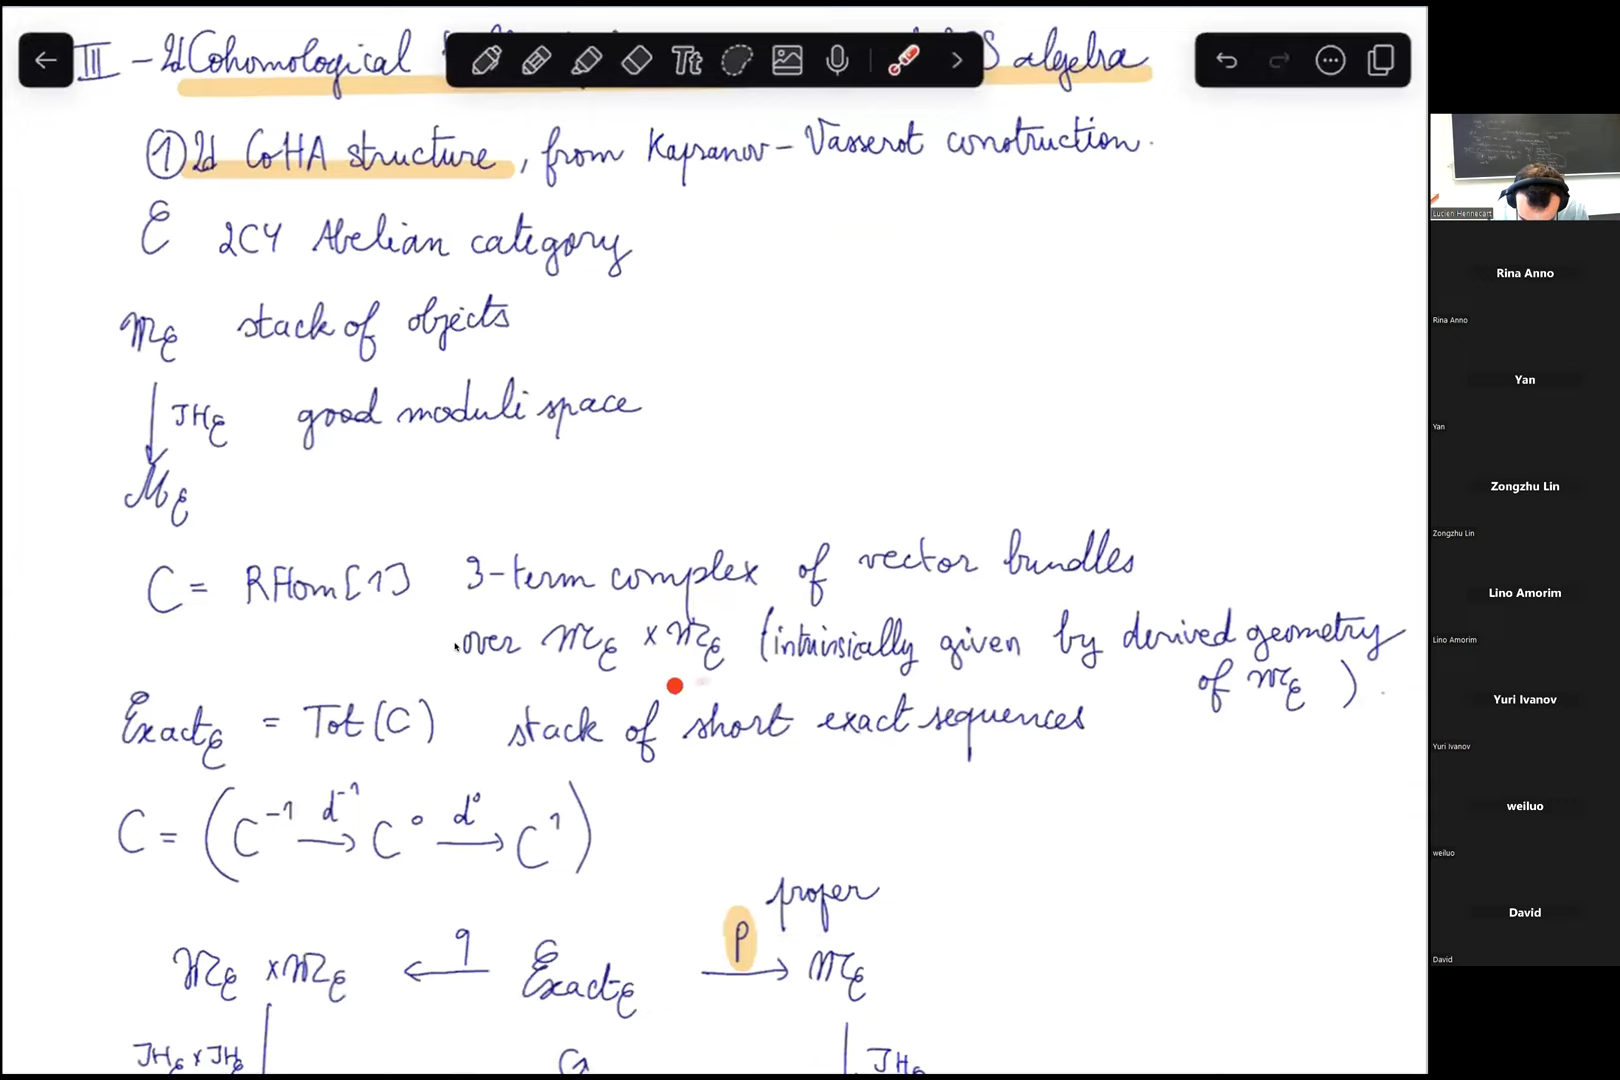 III - 2d Cohomological S algebra
① 2d CoHA structure, from Kapranov - Vasserot construction.
ℰ 2CY Abelian category
𝔐_ℰ stack of objects
↓ JH_ℰ good moduli space
ℳ_ℰ
C = RHom[1] 3-term complex of vector bundles
over 𝔐_ℰ × 𝔐_ℰ (intrinsically given by derived geometry
of 𝔐_ℰ).
Exact_ℰ = Tot(C) stack of short exact sequences
C = (C⁻¹ —d⁻¹→ C⁰ —d⁰→ C¹)
proper
𝔐_ℰ × 𝔐_ℰ ←q— Exact_ℰ —p→ 𝔐_ℰ
JH_ℰ × JH_ℰ JH_ℰ
Tt
Lucien Hennecart
Rina Anno
Rina Anno
Yan
Yan
Zongzhu Lin
Zongzhu Lin
Lino Amorim
Lino Amorim
Yuri Ivanov
Yuri Ivanov
weiluo
weiluo
David
David